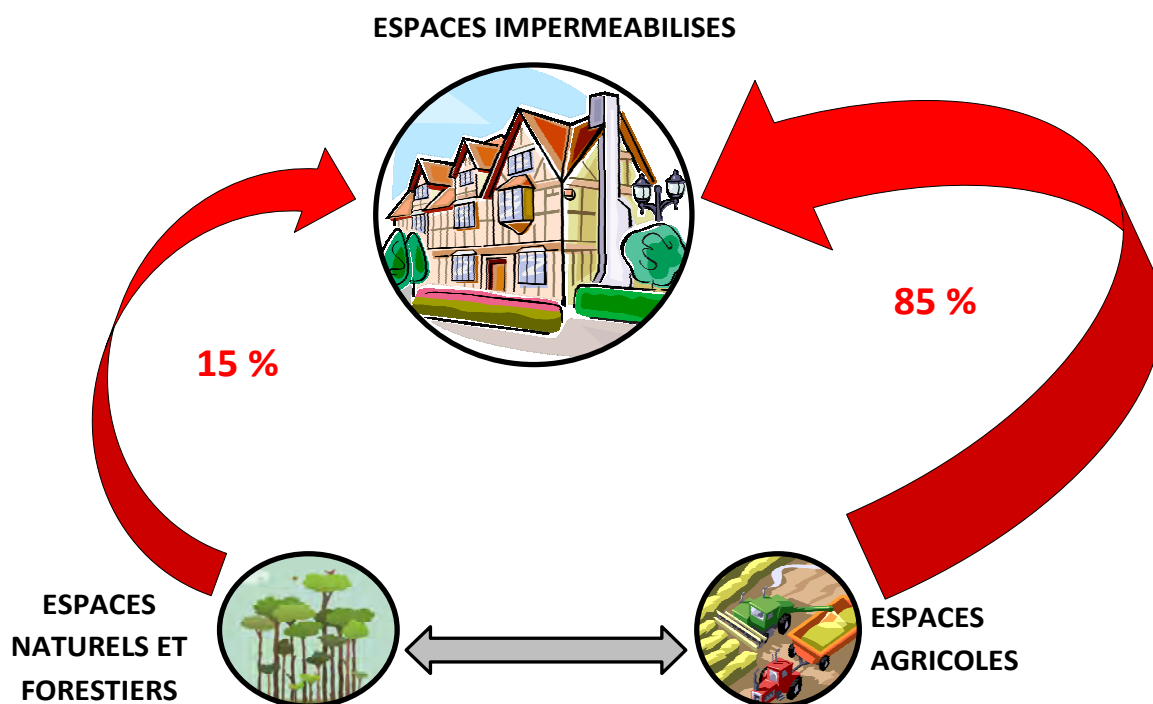 ESPACES IMPERMEABILISES
85 %
15 %
ESPACES
NATURELS ET
FORESTIERS
ESPACES
AGRICOLES